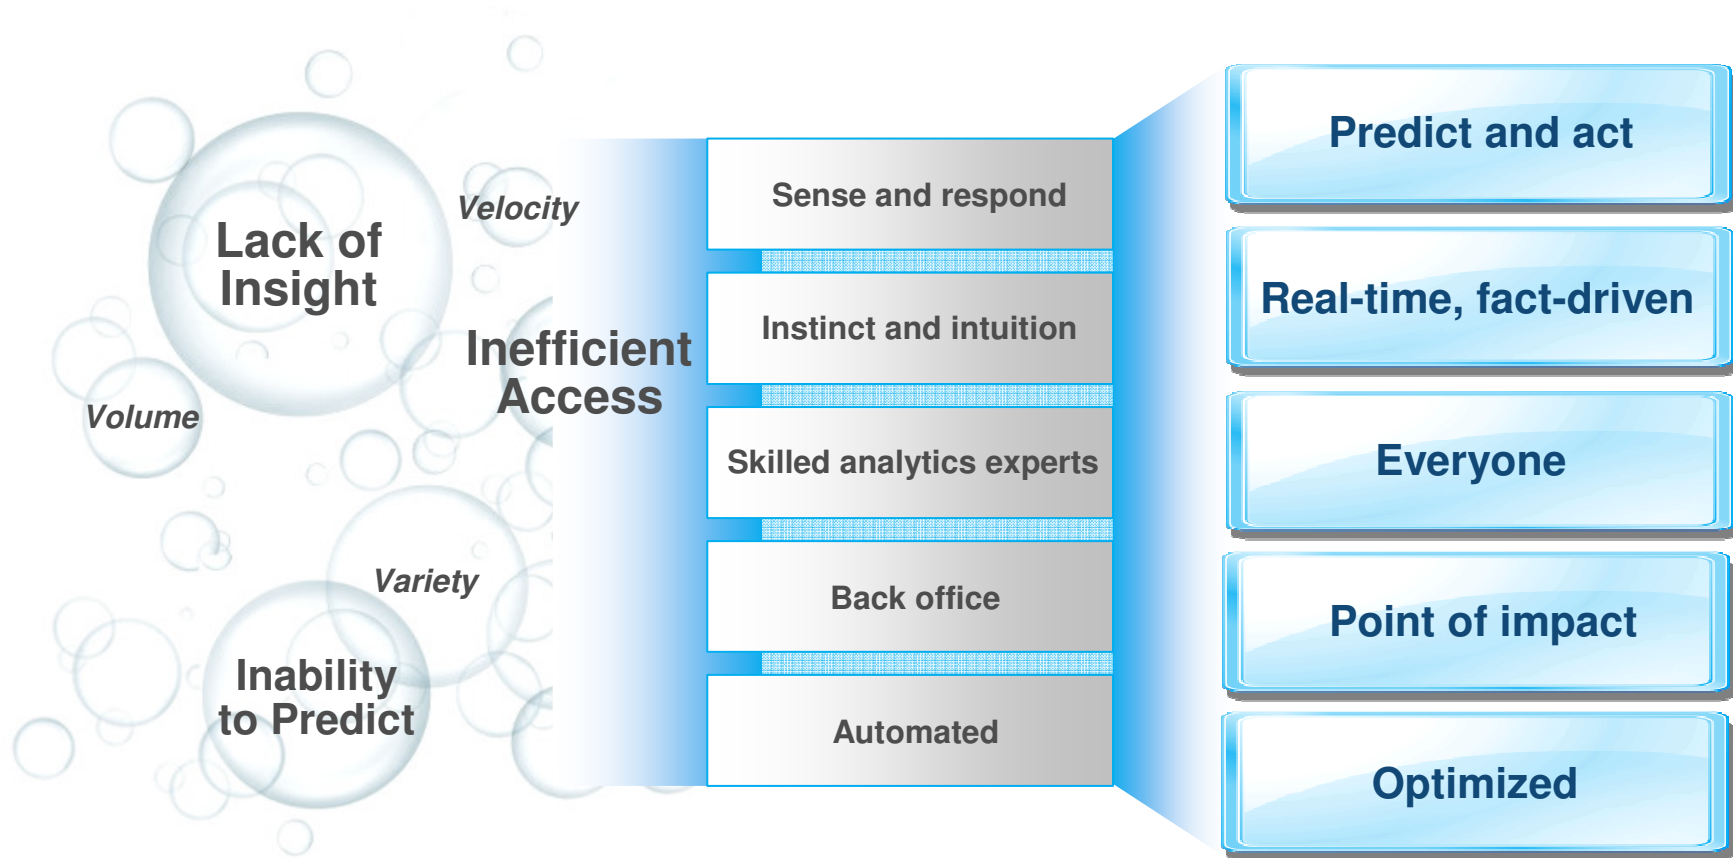 Lack of
Insight
Velocity
Inefficient
Access
Volume
Variety
Inability
to Predict
Sense and respond
Instinct and intuition
Skilled analytics experts
Back office
Automated
Predict and act
Real-time, fact-driven
Everyone
Point of impact
Optimized